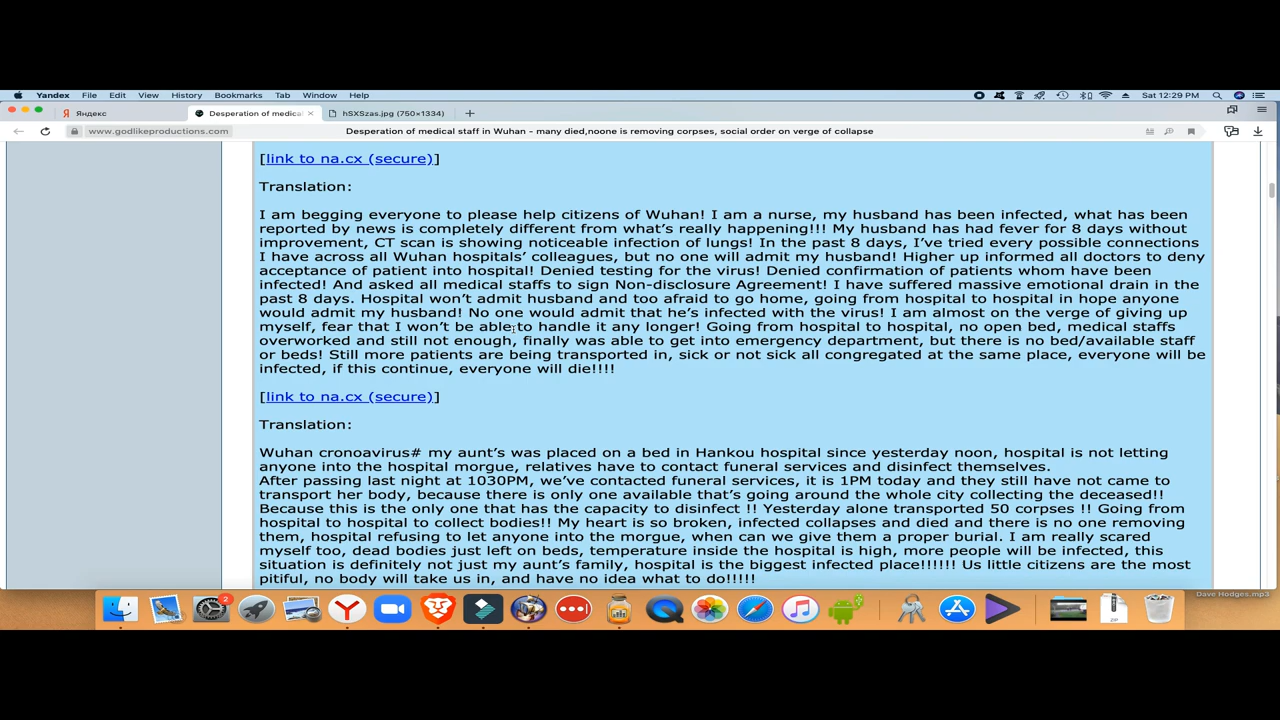 Yandex File Edit View History Bookmarks Tab Window Help Sat 12:29 PM
Яндекс Desperation of medical hSXSzas.jpg (750×1334)
www.godlikeproductions.com Desperation of medical staff in Wuhan - many died,noone is removing corpses, social order on verge of collapse
[link to na.cx (secure)]
Translation:
I am begging everyone to please help citizens of Wuhan! I am a nurse, my husband has been infected, what has been
reported by news is completely different from what's really happening!!! My husband has had fever for 8 days without
improvement, CT scan is showing noticeable infection of lungs! In the past 8 days, I've tried every possible connections
I have across all Wuhan hospitals' colleagues, but no one will admit my husband! Higher up informed all doctors to deny
acceptance of patient into hospital! Denied testing for the virus! Denied confirmation of patients whom have been
infected! And asked all medical staffs to sign Non-disclosure Agreement! I have suffered massive emotional drain in the
past 8 days. Hospital won't admit husband and too afraid to go home, going from hospital to hospital in hope anyone
would admit my husband! No one would admit that he's infected with the virus! I am almost on the verge of giving up
myself, fear that I won't be able to handle it any longer! Going from hospital to hospital, no open bed, medical staffs
overworked and still not enough, finally was able to get into emergency department, but there is no bed/available staff
or beds! Still more patients are being transported in, sick or not sick all congregated at the same place, everyone will be
infected, if this continue, everyone will die!!!!
[link to na.cx (secure)]
Translation:
Wuhan cronoavirus# my aunt's was placed on a bed in Hankou hospital since yesterday noon, hospital is not letting
anyone into the hospital morgue, relatives have to contact funeral services and disinfect themselves.
After passing last night at 1030PM, we've contacted funeral services, it is 1PM today and they still have not came to
transport her body, because there is only one available that's going around the whole city collecting the deceased!!
Because this is the only one that has the capacity to disinfect !! Yesterday alone transported 50 corpses !! Going from
hospital to hospital to collect bodies!! My heart is so broken, infected collapses and died and there is no one removing
them, hospital refusing to let anyone into the morgue, when can we give them a proper burial. I am really scared
myself too, dead bodies just left on beds, temperature inside the hospital is high, more people will be infected, this
situation is definitely not just my aunt's family, hospital is the biggest infected place!!!!!! Us little citizens are the most
pitiful, no body will take us in, and have no idea what to do!!!!!
Dave Hodges.mp3
2
ZIP